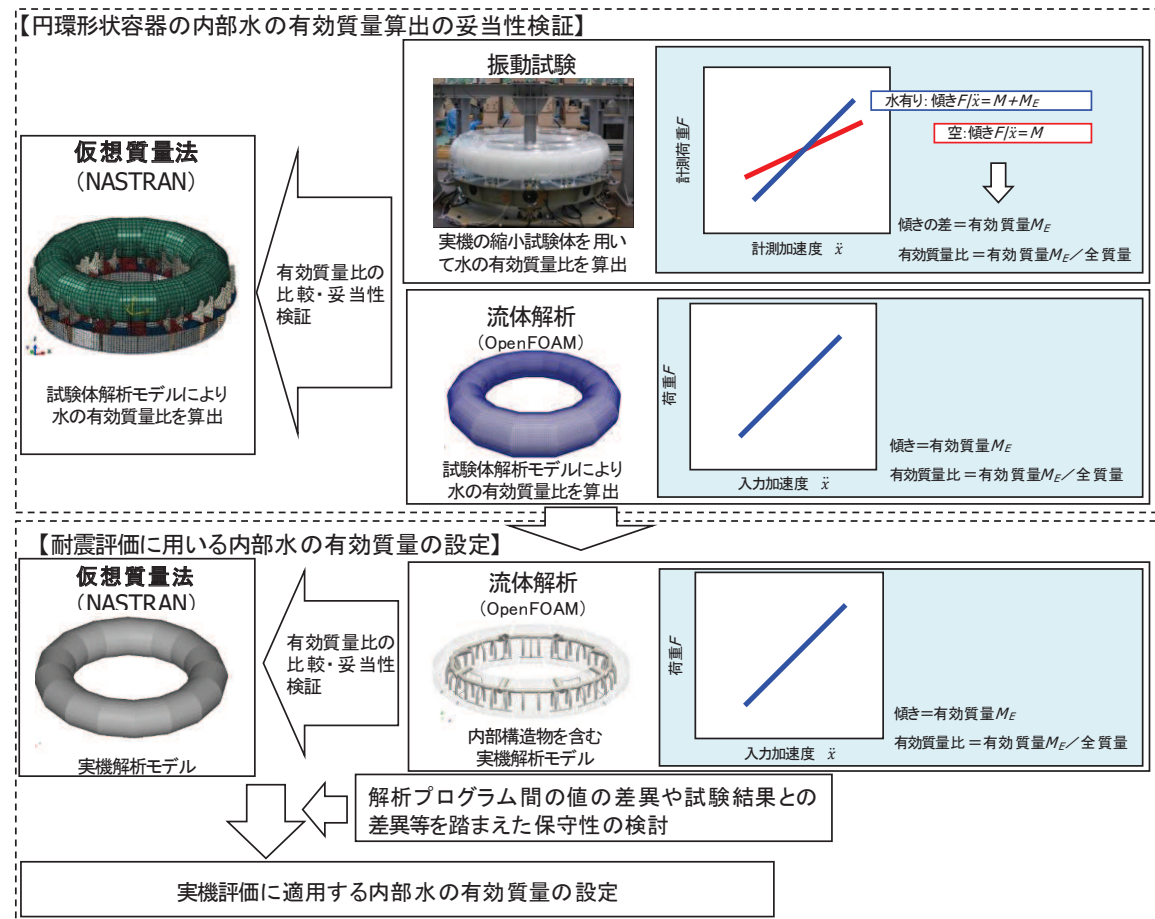 【円環形状容器の内部水の有効質量算出の妥当性検証】
仮想質量法
(NASTRAN)
試験体解析モデルにより
水の有効質量比を算出
有効質量比の
比較・妥当性
検証
振動試験
実機の縮小試験体を用い
て水の有効質量比を算出
計測荷重F
計測加速度 ẍ
水有り:傾きF/ẍ=M+M_E
空:傾きF/ẍ=M
傾きの差=有効質量M_E
有効質量比=有効質量M_E/全質量
流体解析
(OpenFOAM)
試験体解析モデルにより
水の有効質量比を算出
荷重F
入力加速度 ẍ
傾き=有効質量M_E
有効質量比=有効質量M_E/全質量
【耐震評価に用いる内部水の有効質量の設定】
仮想質量法
(NASTRAN)
実機解析モデル
有効質量比の
比較・妥当性
検証
流体解析
(OpenFOAM)
内部構造物を含む
実機解析モデル
荷重F
入力加速度 ẍ
傾き=有効質量M_E
有効質量比=有効質量M_E/全質量
解析プログラム間の値の差異や試験結果との
差異等を踏まえた保守性の検討
実機評価に適用する内部水の有効質量の設定